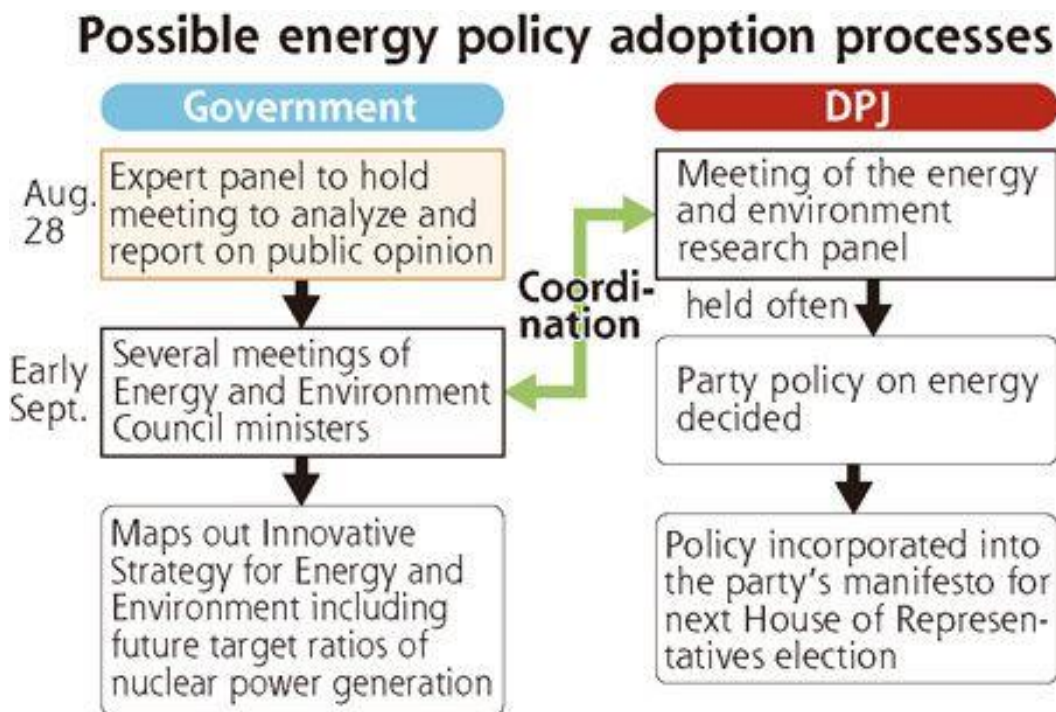 Possible energy policy adoption processes
Government
Aug.
28
Expert panel to hold
meeting to analyze and
report on public opinion
Early
Sept.
Several meetings of
Energy and Environment
Council ministers
Maps out Innovative
Strategy for Energy and
Environment including
future target ratios of
nuclear power generation
Coordi-
nation
DPJ
Meeting of the energy
and environment
research panel
held often
Party policy on energy
decided
Policy incorporated into
the party's manifesto for
next House of Represen-
tatives election